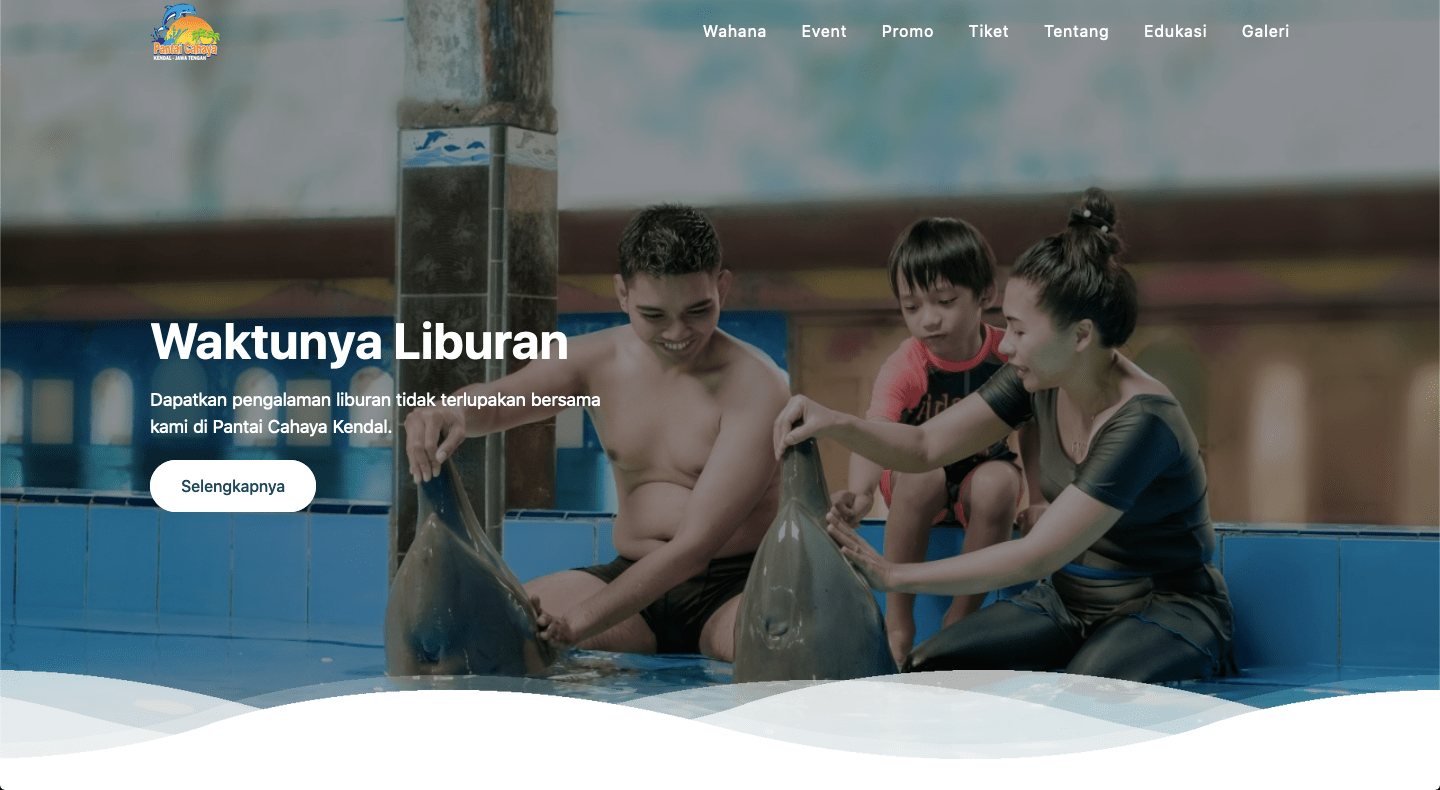 Pantai Cahaya
KENDAL - JAWA TENGAH
Wahana
Event
Promo
Tiket
Tentang
Edukasi
Galeri
Waktunya Liburan
Dapatkan pengalaman liburan tidak terlupakan bersama
kami di Pantai Cahaya Kendal.
Selengkapnya